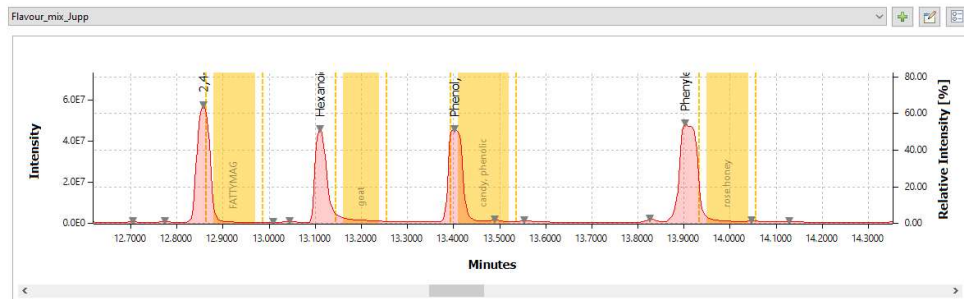 Flavour_mix_Jupp
2,4
Hexanoi
Phenol,
Phenyle
80.00
60.00
40.00
20.00
0.00
6.0E7
4.0E7
2.0E7
0.0E0
Intensity
Relative Intensity [%]
FATTYMAG
goat
candy, phenolic
rose.honey
12.7000 12.8000 12.9000 13.0000 13.1000 13.2000 13.3000 13.4000 13.5000 13.6000 13.7000 13.8000 13.9000 14.0000 14.1000 14.2000 14.3000
Minutes